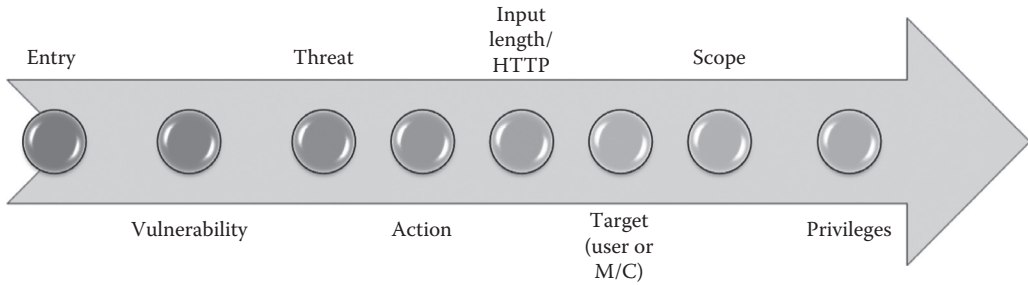 Entry
Vulnerability
Threat
Action
Input
length/
HTTP
Target
(user or
M/C)
Scope
Privileges